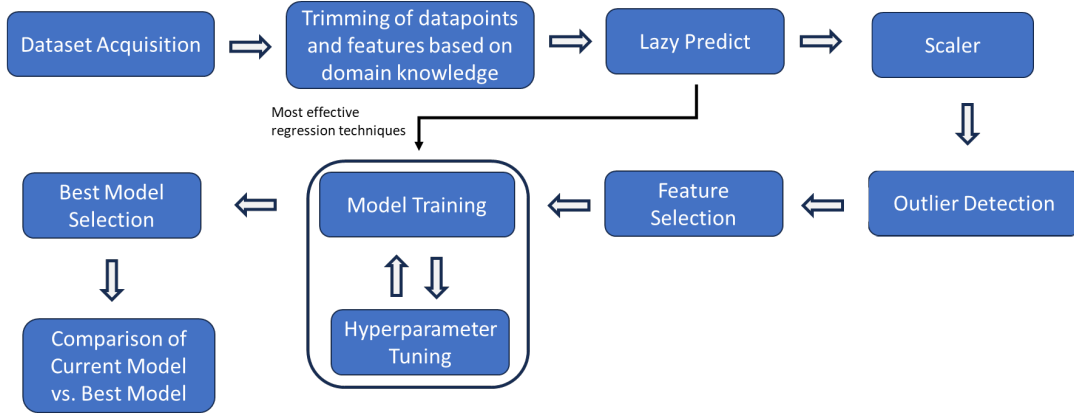 Dataset Acquisition
Trimming of datapoints
and features based on
domain knowledge
Lazy Predict
Scaler
Most effective
regression techniques
Best Model
Selection
Model Training
Feature
Selection
Outlier Detection
Hyperparameter
Tuning
Comparison of
Current Model
vs. Best Model